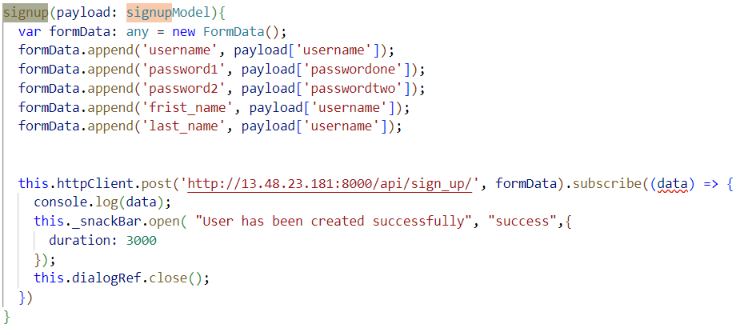 signup(payload: signupModel){
var formData: any = new FormData();
formData.append('username', payload['username']);
formData.append('password1', payload['passwordone']);
formData.append('password2', payload['passwordtwo']);
formData.append('frist_name', payload['username']);
formData.append('last_name', payload['username']);
this.httpClient.post('http://13.48.23.181:8000/api/sign_up/', formData).subscribe((data) => {
console.log(data);
this._snackBar.open( "User has been created successfully", "success",{
duration: 3000
});
this.dialogRef.close();
})
}